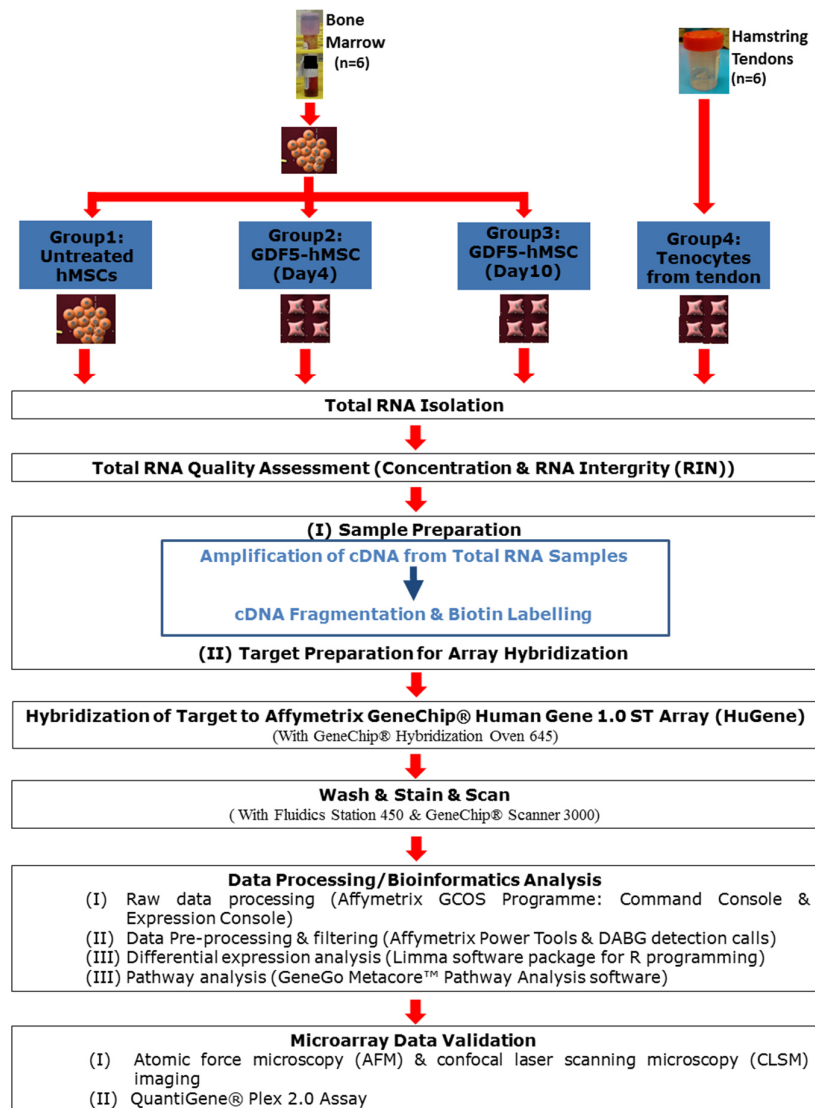 Bone
Marrow
(n=6)
Hamstring
Tendons
(n=6)
Group1:
Untreated
hMSCs
Group2:
GDF5-hMSC
(Day4)
Group3:
GDF5-hMSC
(Day10)
Group4:
Tenocytes
from tendon
Total RNA Isolation
Total RNA Quality Assessment (Concentration & RNA Intergrity (RIN))
(I) Sample Preparation
Amplification of cDNA from Total RNA Samples
cDNA Fragmentation & Biotin Labelling
(II) Target Preparation for Array Hybridization
Hybridization of Target to Affymetrix GeneChip® Human Gene 1.0 ST Array (HuGene)
(With GeneChip® Hybridization Oven 645)
Wash & Stain & Scan
( With Fluidics Station 450 & GeneChip® Scanner 3000)
Data Processing/Bioinformatics Analysis
(I) Raw data processing (Affymetrix GCOS Programme: Command Console &
Expression Console)
(II) Data Pre-processing & filtering (Affymetrix Power Tools & DABG detection calls)
(III) Differential expression analysis (Limma software package for R programming)
(III) Pathway analysis (GeneGo Metacore™ Pathway Analysis software)
Microarray Data Validation
(I) Atomic force microscopy (AFM) & confocal laser scanning microscopy (CLSM)
imaging
(II) QuantiGene® Plex 2.0 Assay